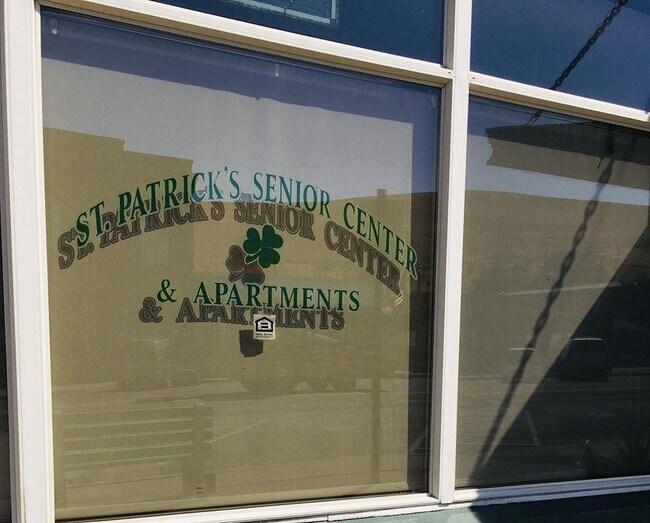 ST. PATRICK'S SENIOR CENTER
& APARTMENTS